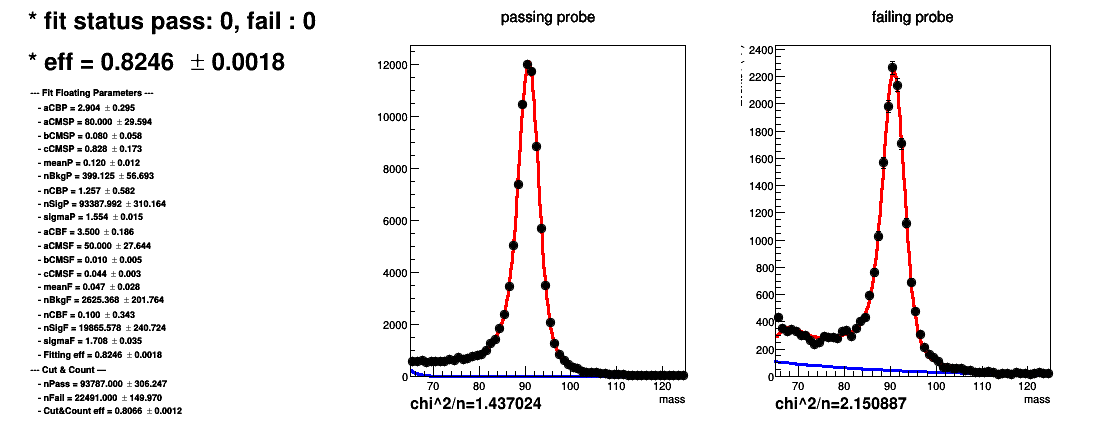 * fit status pass: 0, fail : 0
* eff = 0.8246 ± 0.0018
--- Fit Floating Parameters ---
- aCBP = 2.904 ± 0.295
- aCMSP = 80.000 ± 29.594
- bCMSP = 0.080 ± 0.058
- cCMSP = 0.828 ± 0.173
- meanP = 0.120 ± 0.012
- nBkgP = 399.125 ± 56.693
- nCBP = 1.257 ± 0.582
- nSigP = 93387.992 ± 310.164
- sigmaP = 1.554 ± 0.015
- aCBF = 3.500 ± 0.186
- aCMSF = 50.000 ± 27.644
- bCMSF = 0.010 ± 0.005
- cCMSF = 0.044 ± 0.003
- meanF = 0.047 ± 0.028
- nBkgF = 2625.368 ± 201.764
- nCBF = 0.100 ± 0.343
- nSigF = 19865.578 ± 240.724
- sigmaF = 1.708 ± 0.035
- Fitting eff = 0.8246 ± 0.0018
--- Cut & Count ---
- nPass = 93787.000 ± 306.247
- nFail = 22491.000 ± 149.970
- Cut&Count eff = 0.8066 ± 0.0012
passing probe
12000
10000
8000
6000
4000
2000
0
70 80 90 100 110 120
mass
chi^2/n=1.437024
failing probe
2400
2200
2000
1800
1600
1400
1200
1000
800
600
400
200
0
70 80 90 100 110 120
mass
chi^2/n=2.150887